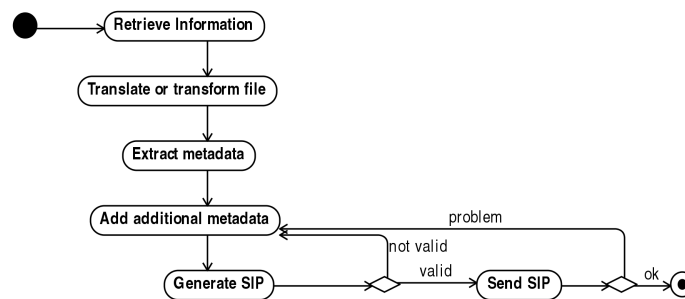 Retrieve Information
Translate or transform file
Extract metadata
Add additional metadata
problem
not valid
Generate SIP
valid
Send SIP
ok